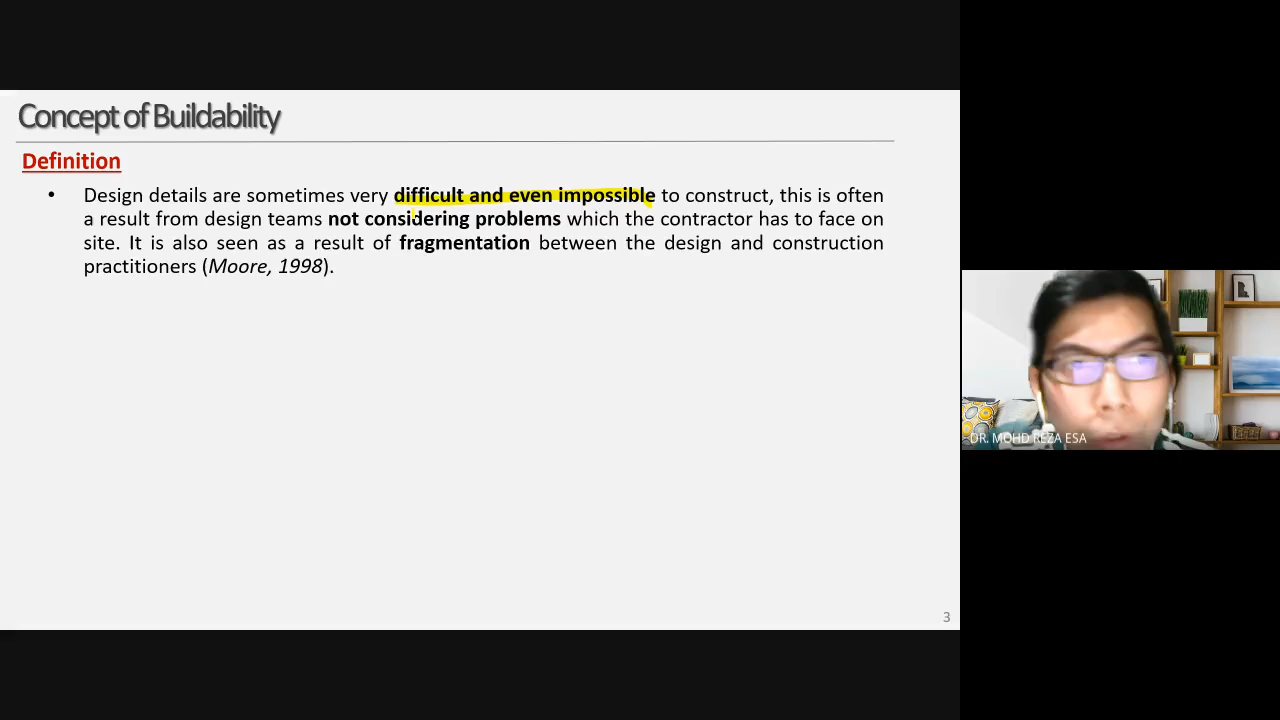 Concept of Buildability
Definition
• Design details are sometimes very difficult and even impossible to construct, this is often
a result from design teams not considering problems which the contractor has to face on
site. It is also seen as a result of fragmentation between the design and construction
practitioners (Moore, 1998).
DR. MOHD REZA ESA
3